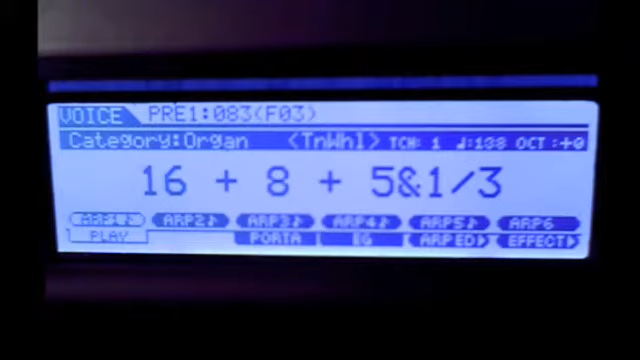 VOICE PRE1:083(F03)
Category:Organ <TnWhl> TCH: 1 ♩:138 OCT :+0
16 + 8 + 5&1/3
ARP1♪ ARP2♪ ARP3♪ ARP4♪ ARP5♪ ARP6
PLAY PORTA EG ARP ED▶ EFFECT▶